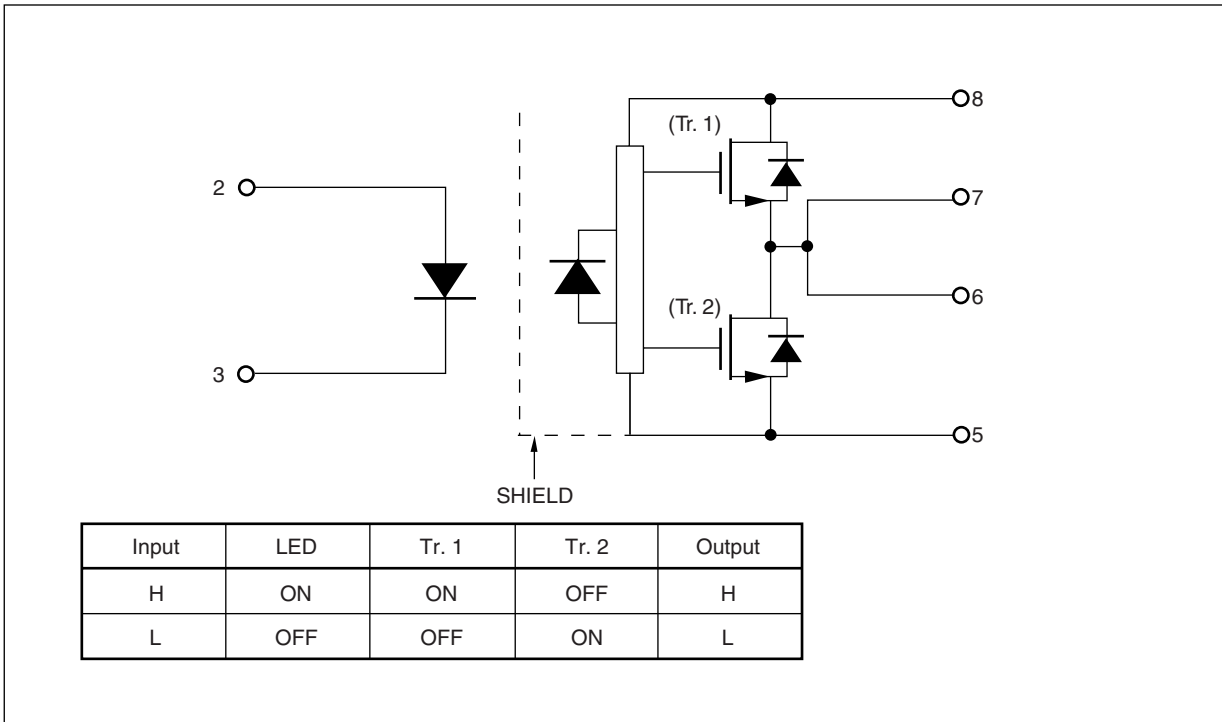 8
(Tr. 1)
2
7
6
(Tr. 2)
3
5
SHIELD
Input LED Tr. 1 Tr. 2 Output
H ON ON OFF H
L OFF OFF ON L